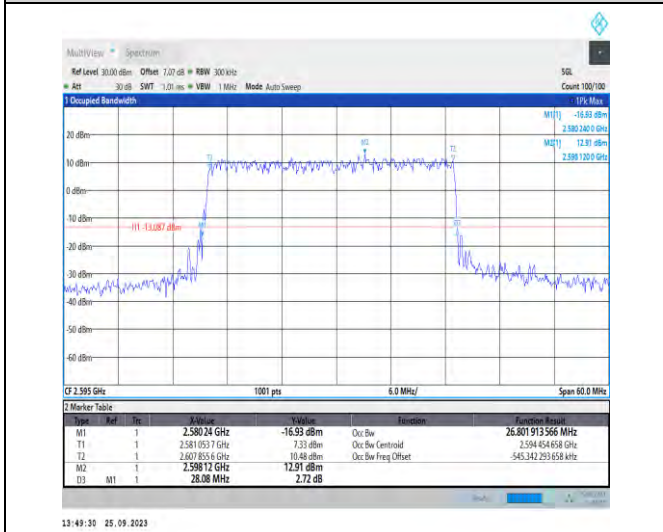 MultiView Spectrum
Ref Level 30.00 dBm Offset 7.07 dB RBW 300 kHz SGL
Att 30 dB SWT 1.01 ms VBW 1 MHz Mode Auto Sweep Count 100/100
1 Occupied Bandwidth 1Pk Max
M1[1] -16.93 dBm
2.580 240 0 GHz
M2[1] 12.91 dBm
2.598 120 0 GHz
20 dBm
10 dBm
0 dBm
-10 dBm
-20 dBm
-30 dBm
-40 dBm
-50 dBm
-60 dBm
M2
T2
H1 -13.087 dBm
CF 2.595 GHz 1001 pts 6.0 MHz/ Span 60.0 MHz
2 Marker Table
Type Ref Trc X-Value Y-Value Function Function Result
M1 1 2.580 24 GHz -16.93 dBm Occ Bw 26.801 913 566 MHz
T1 1 2.581 053 7 GHz 7.33 dBm Occ Bw Centroid 2.594 454 658 GHz
T2 1 2.607 855 6 GHz 10.48 dBm Occ Bw Freq Offset -545.342 293 658 kHz
M2 1 2.598 12 GHz 12.91 dBm
D3 M1 1 28.08 MHz 2.72 dB
13:49:30 25.09.2023